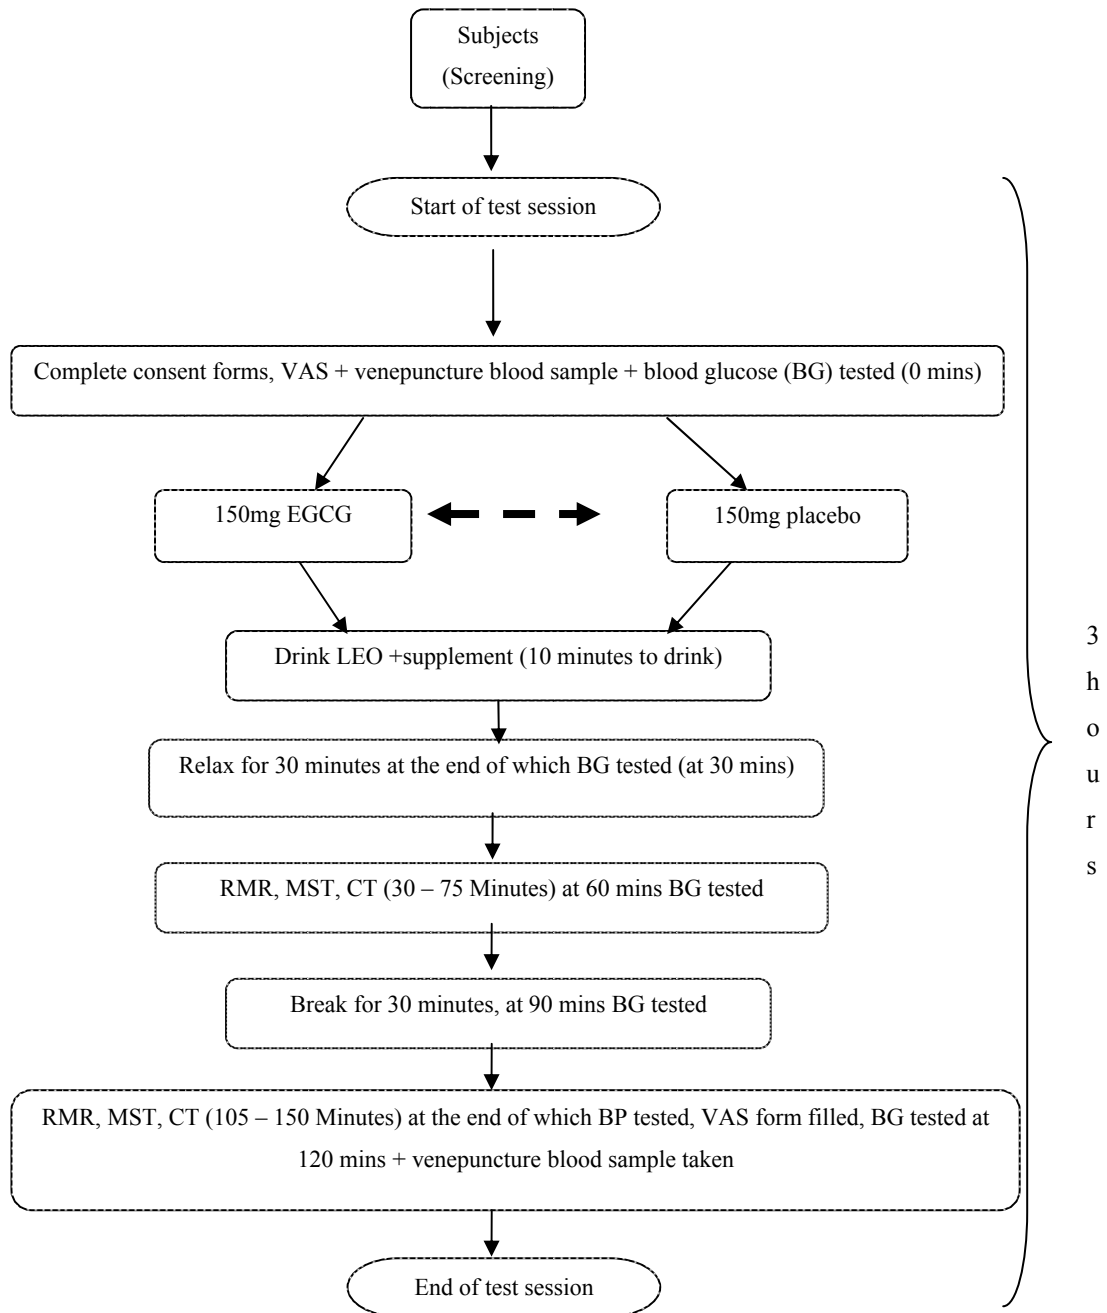 Subjects
(Screening)
Start of test session
Complete consent forms, VAS + venepuncture blood sample + blood glucose (BG) tested (0 mins)
150mg EGCG
150mg placebo
Drink LEO +supplement (10 minutes to drink)
Relax for 30 minutes at the end of which BG tested (at 30 mins)
RMR, MST, CT (30 – 75 Minutes) at 60 mins BG tested
Break for 30 minutes, at 90 mins BG tested
RMR, MST, CT (105 – 150 Minutes) at the end of which BP tested, VAS form filled, BG tested at
120 mins + venepuncture blood sample taken
End of test session
3
h
o
u
r
s